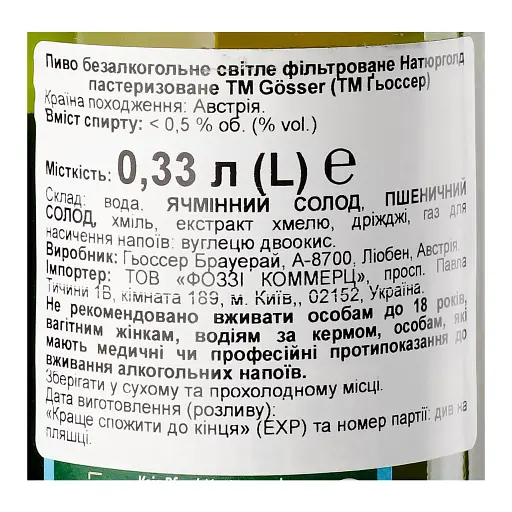 Пиво безалкогольне світле фільтроване Натюрголд
пастеризоване ТМ Gösser (ТМ Ґьоссер)
Країна походження: Австрія.
Вміст спирту: < 0,5 % об. (% vol.)
Місткість: 0,33 л (L) ℮
Склад: вода, ЯЧМІННИЙ СОЛОД, ПШЕНИЧНИЙ
СОЛОД, хміль, екстракт хмелю, дріжджі, газ для
насичення напоїв: вуглецю двоокис.
Виробник: Гьоссер Брауерай, А-8700, Ліобен, Австрія.
Імпортер: ТОВ «ФОЗЗІ КОММЕРЦ», просп. Павла
Тичини 1В, кімната 189, м. Київ,, 02152, Україна.
Не рекомендовано вживати особам до 18 років,
вагітним жінкам, водіям за кермом, особам, які
мають медичні чи професійні протипоказання до
вживання алкогольних напоїв.
Зберігати у сухому та прохолодному місці.
Дата виготовлення (розливу):
«Краще спожити до кінця» (EXP) та номер партії: див на
пляшці.